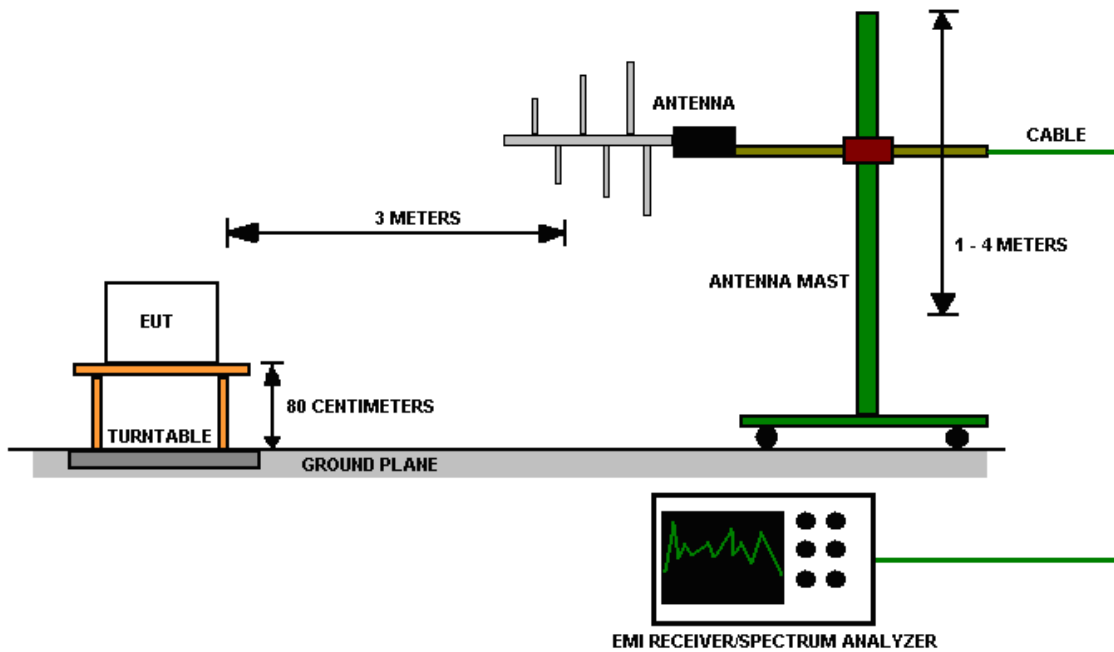 ANTENNA
CABLE
3 METERS
1 - 4 METERS
ANTENNA MAST
EUT
80 CENTIMETERS
TURNTABLE
GROUND PLANE
EMI RECEIVER/SPECTRUM ANALYZER